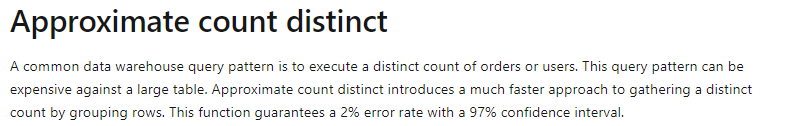 Approximate count distinct
A common data warehouse query pattern is to execute a distinct count of orders or users. This query pattern can be
expensive against a large table. Approximate count distinct introduces a much faster approach to gathering a distinct
count by grouping rows. This function guarantees a 2% error rate with a 97% confidence interval.